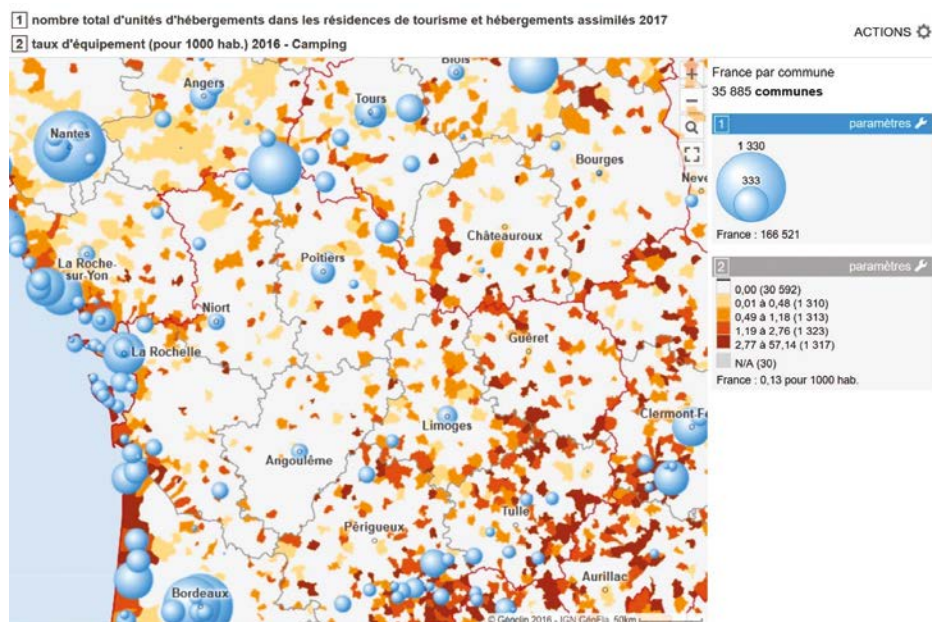 1 nombre total d'unités d'hébergements dans les résidences de tourisme et hébergements assimilés 2017
2 taux d'équipement (pour 1000 hab.) 2016 - Camping
ACTIONS
France par commune
35 885 communes
1 paramètres
1 330
333
France : 166 521
2 paramètres
0,00 (30 592)
0,01 à 0,48 (1 310)
0,49 à 1,18 (1 313)
1,19 à 2,76 (1 323)
2,77 à 57,14 (1 317)
N/A (30)
France : 0,13 pour 1000 hab.
Blois
Angers
Tours
Nantes
Bourges
Neve
Châteauroux
La Roche-
sur-Yon
Poitiers
Niort
La Rochelle
Guéret
Limoges
Clermont-Fe
Angoulême
Tulle
Périgueux
Aurillac
Bordeaux
© Géoclip 2016 - IGN GéoFla 50km